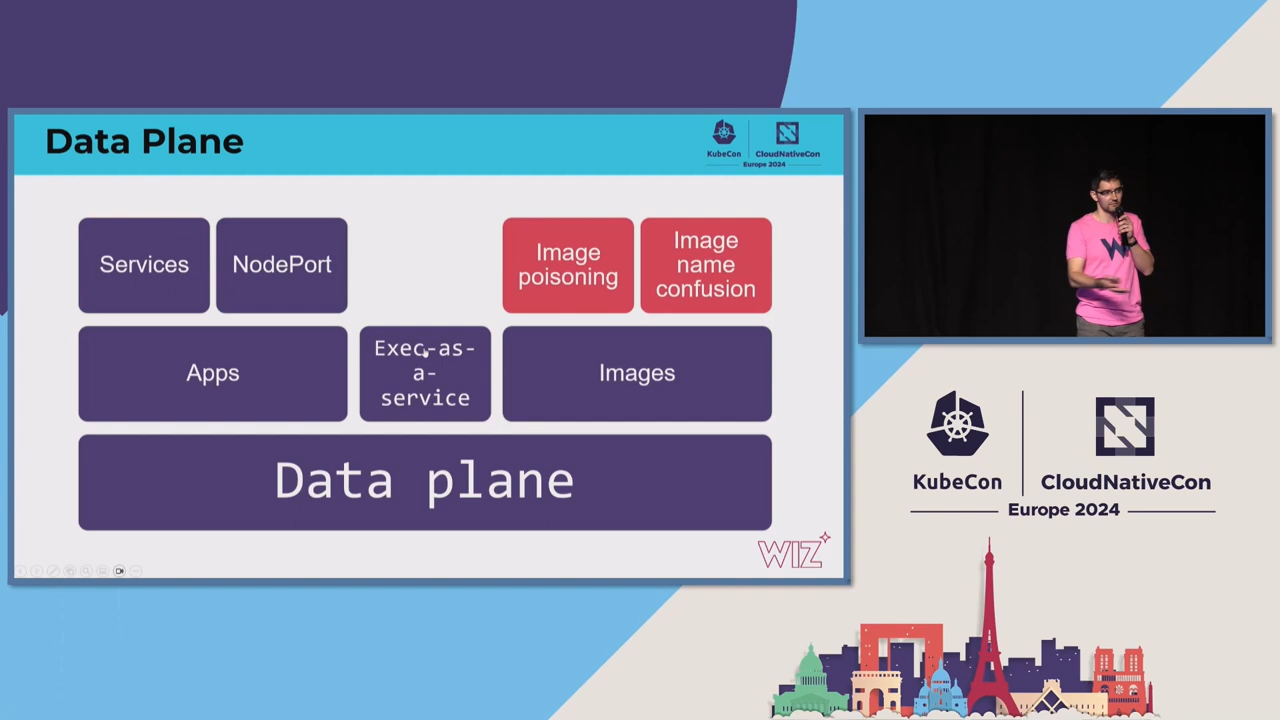 Data Plane
KubeCon
CloudNativeCon
Europe 2024
Services
NodePort
Image
poisoning
Image
name
confusion
Apps
Exec-as-
a-
service
Images
Data plane
WIZ
W
KubeCon
CloudNativeCon
Europe 2024